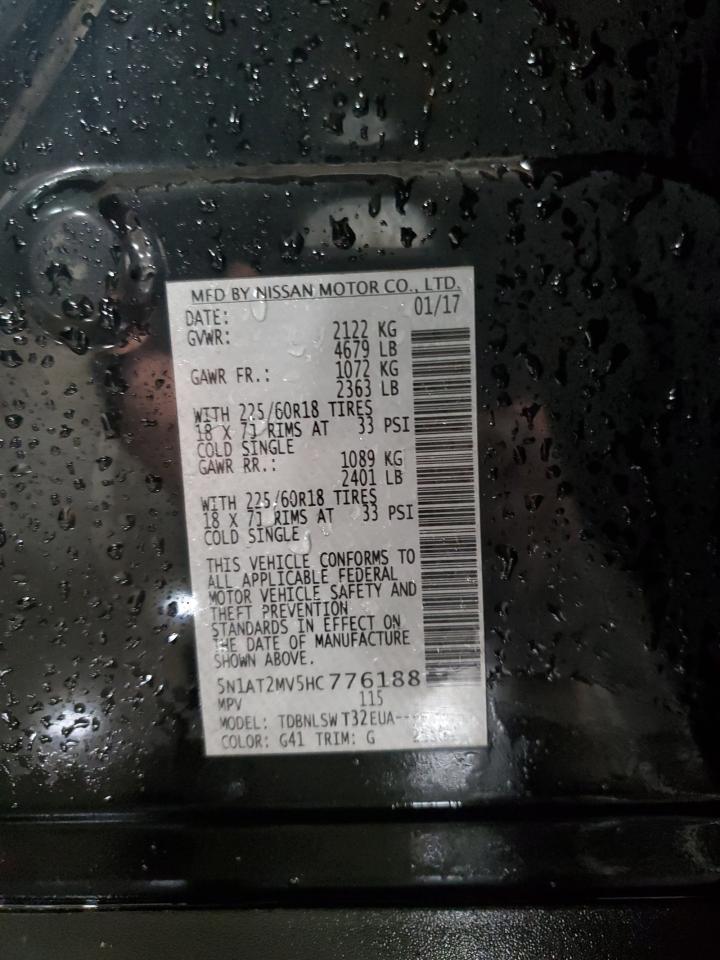 MFD BY NISSAN MOTOR CO., LTD.
DATE: 01/17
GVWR: 2122 KG
4679 LB
GAWR FR.: 1072 KG
2363 LB
WITH 225/60R18 TIRES
18 X 7J RIMS AT 33 PSI
COLD SINGLE
GAWR RR.: 1089 KG
2401 LB
WITH 225/60R18 TIRES
18 X 7J RIMS AT 33 PSI
COLD SINGLE
THIS VEHICLE CONFORMS TO
ALL APPLICABLE FEDERAL
MOTOR VEHICLE SAFETY AND
THEFT PREVENTION
STANDARDS IN EFFECT ON
THE DATE OF MANUFACTURE
SHOWN ABOVE.
5N1AT2MV5HC776188
MPV 115
MODEL: TDBNLSW T32EUA--
COLOR: G41 TRIM: G